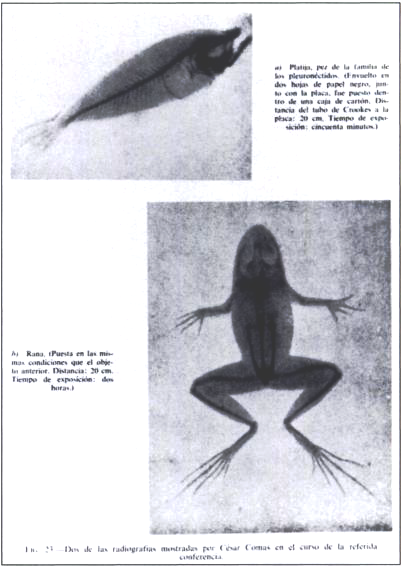 a) Platija, pez de la familia de
los pleuronéctidos. (Envuelto en
dos hojas de papel negro, jun-
to con la placa, fue puesto den-
tro de una caja de cartón. Dis-
tancia del tubo de Crookes a la
placa: 20 cm. Tiempo de expo-
sición: cincuenta minutos.)
b) Rana. (Puesta en las mis-
mas condiciones que el obje-
to anterior. Distancia: 20 cm.
Tiempo de exposición: dos
horas.)
FIG. 23.—Dos de las radiografías mostradas por César Comas en el curso de la referida
conferencia.